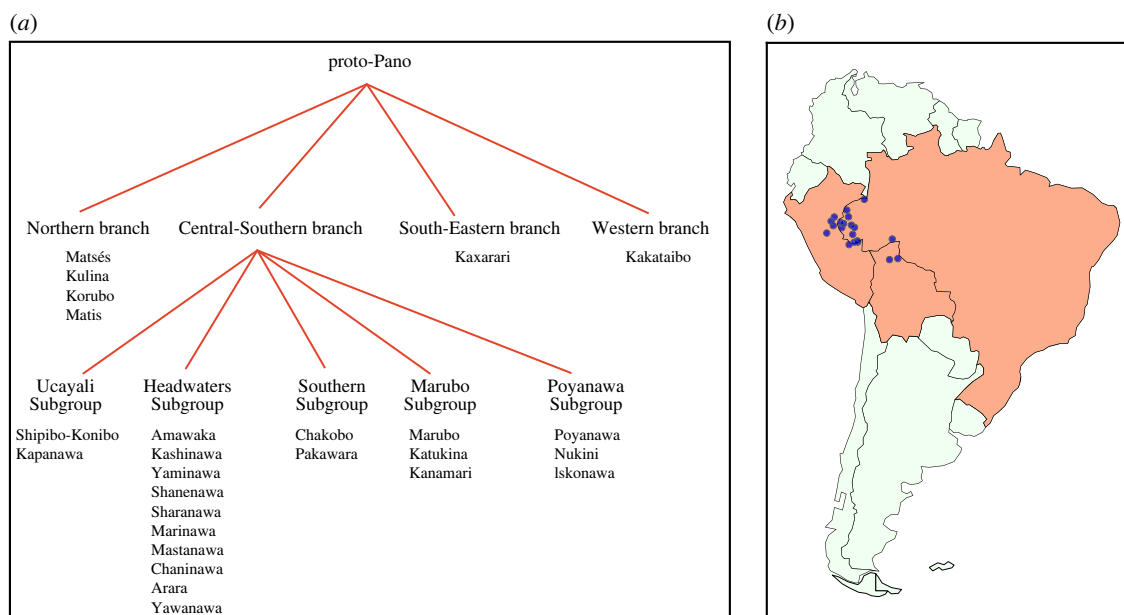 (a)
proto-Pano
Northern branch
Matsés
Kulina
Korubo
Matis
Central-Southern branch
South-Eastern branch
Kaxarari
Western branch
Kakataibo
Ucayali
Subgroup
Shipibo-Konibo
Kapanawa
Headwaters
Subgroup
Amawaka
Kashinawa
Yaminawa
Shanenawa
Sharanawa
Marinawa
Mastanawa
Chaninawa
Arara
Yawanawa
Southern
Subgroup
Chakobo
Pakawara
Marubo
Subgroup
Marubo
Katukina
Kanamari
Poyanawa
Subgroup
Poyanawa
Nukini
lskonawa
(b)